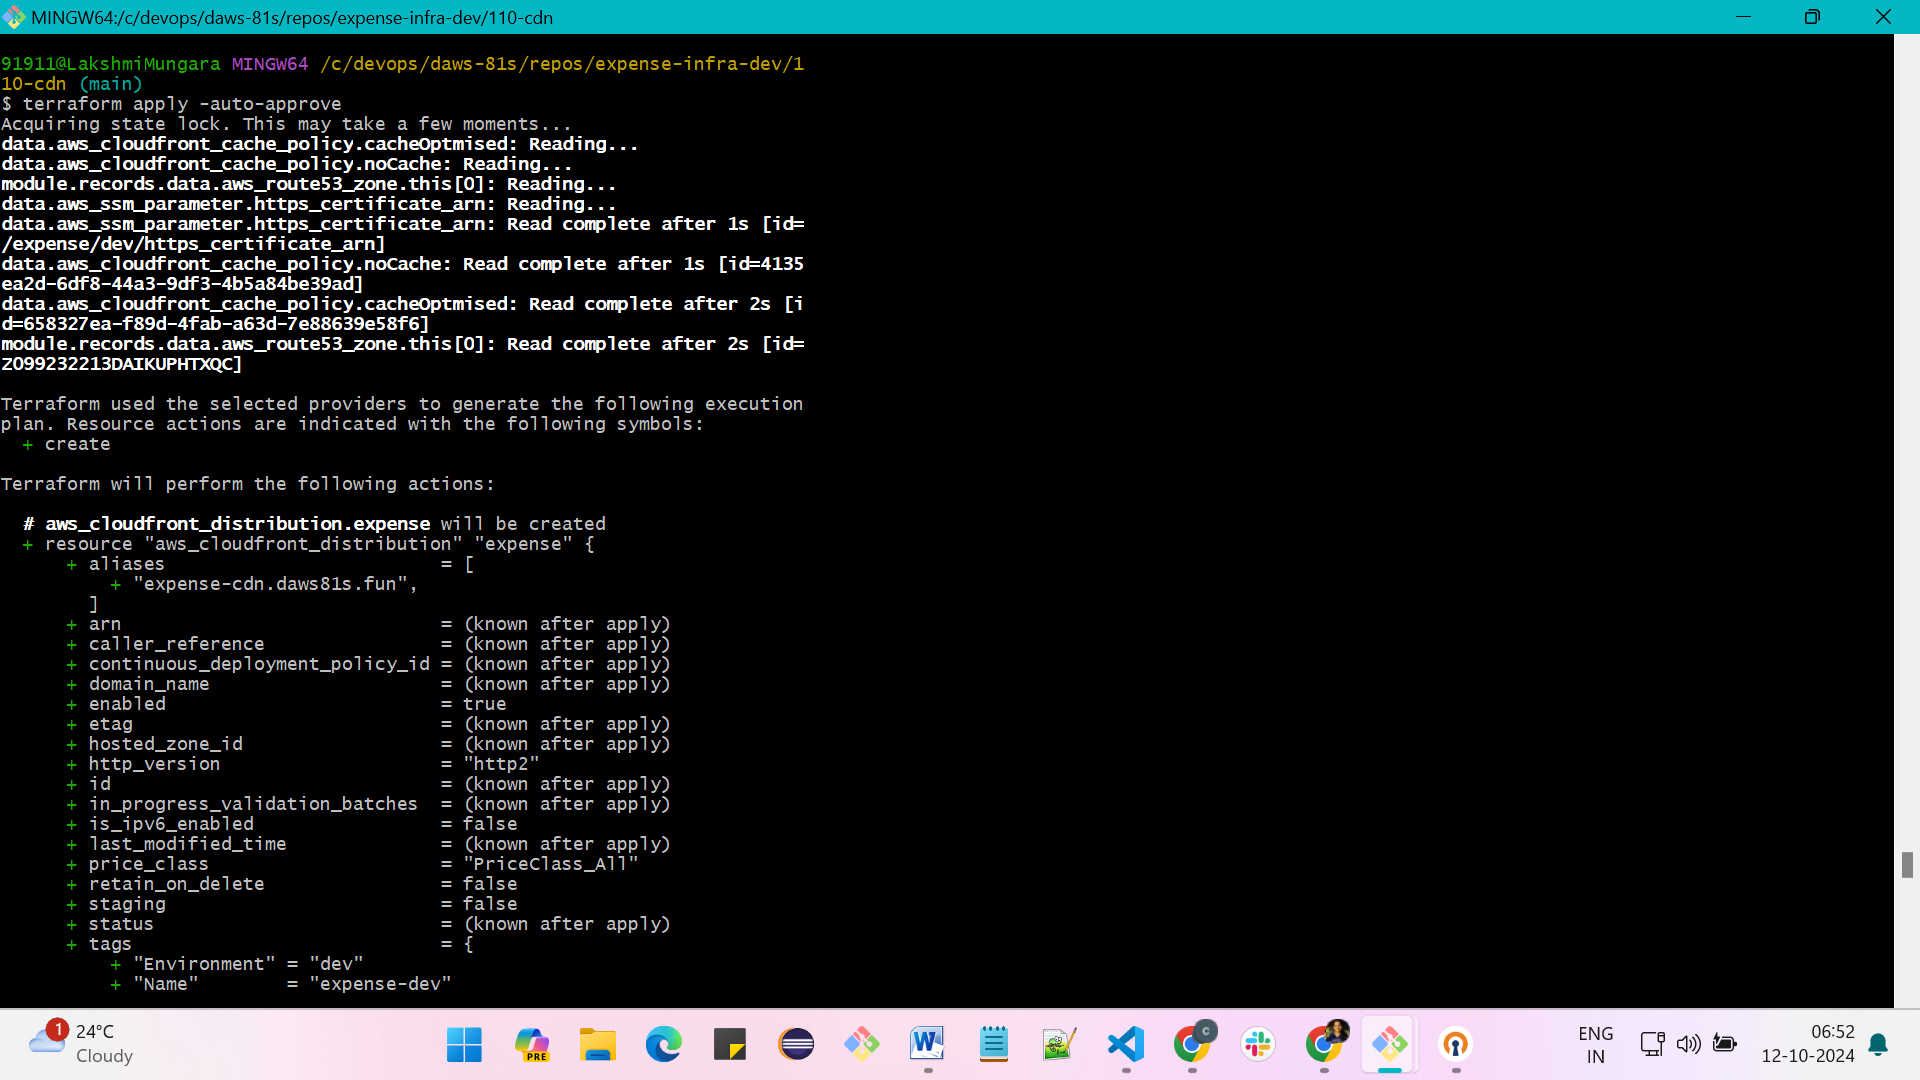 MINGW64:/c/devops/daws-81s/repos/expense-infra-dev/110-cdn
91911@LakshmiMungara MINGW64 /c/devops/daws-81s/repos/expense-infra-dev/1
10-cdn (main)
$ terraform apply -auto-approve
Acquiring state lock. This may take a few moments...
data.aws_cloudfront_cache_policy.cacheOptmised: Reading...
data.aws_cloudfront_cache_policy.noCache: Reading...
module.records.data.aws_route53_zone.this[0]: Reading...
data.aws_ssm_parameter.https_certificate_arn: Reading...
data.aws_ssm_parameter.https_certificate_arn: Read complete after 1s [id=
/expense/dev/https_certificate_arn]
data.aws_cloudfront_cache_policy.noCache: Read complete after 1s [id=4135
ea2d-6df8-44a3-9df3-4b5a84be39ad]
data.aws_cloudfront_cache_policy.cacheOptmised: Read complete after 2s [i
d=658327ea-f89d-4fab-a63d-7e88639e58f6]
module.records.data.aws_route53_zone.this[0]: Read complete after 2s [id=
Z099232213DAIKUPHTXQC]
Terraform used the selected providers to generate the following execution
plan. Resource actions are indicated with the following symbols:
+ create
Terraform will perform the following actions:
# aws_cloudfront_distribution.expense will be created
+ resource "aws_cloudfront_distribution" "expense" {
+ aliases = [
+ "expense-cdn.daws81s.fun",
]
+ arn = (known after apply)
+ caller_reference = (known after apply)
+ continuous_deployment_policy_id = (known after apply)
+ domain_name = (known after apply)
+ enabled = true
+ etag = (known after apply)
+ hosted_zone_id = (known after apply)
+ http_version = "http2"
+ id = (known after apply)
+ in_progress_validation_batches = (known after apply)
+ is_ipv6_enabled = false
+ last_modified_time = (known after apply)
+ price_class = "PriceClass_All"
+ retain_on_delete = false
+ staging = false
+ status = (known after apply)
+ tags = {
+ "Environment" = "dev"
+ "Name" = "expense-dev"
1
24°C
Cloudy
PRE
W
c
ENG
IN
06:52
12-10-2024